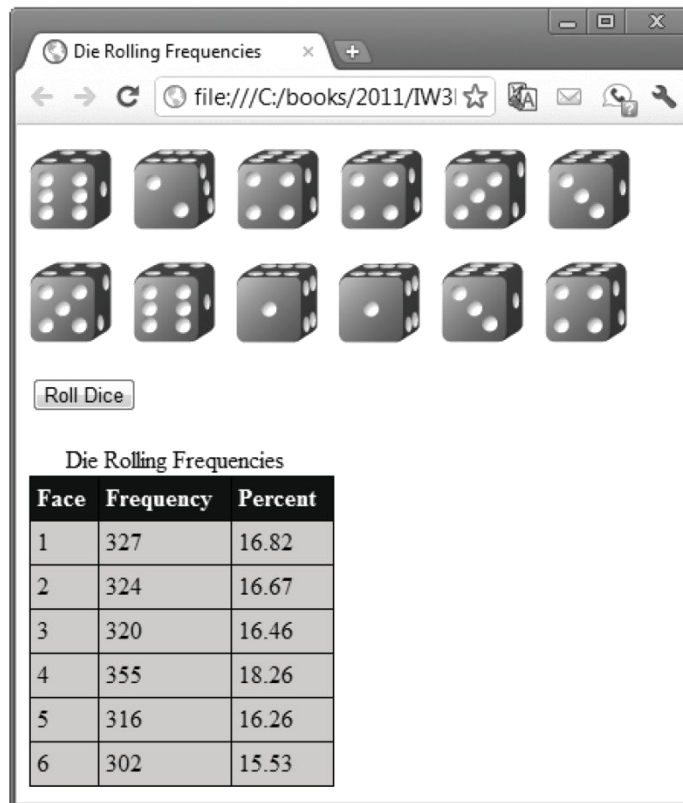 Die Rolling Frequencies
file:///C:/books/2011/IW3
Roll Dice
Die Rolling Frequencies
Face Frequency Percent
1 327 16.82
2 324 16.67
3 320 16.46
4 355 18.26
5 316 16.26
6 302 15.53